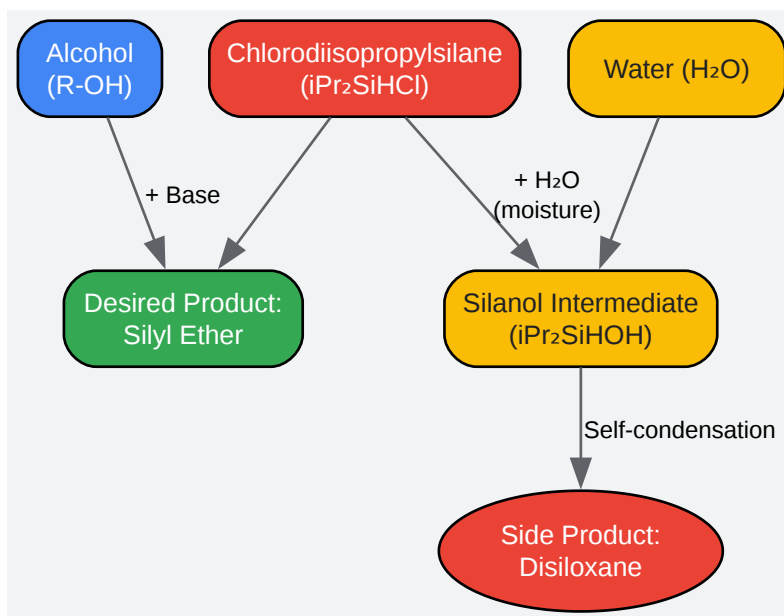 Alcohol
(R-OH)
Chlorodiisopropylsilane
(iPr₂SiHCl)
Water (H₂O)
+ Base
+ H₂O
(moisture)
Desired Product:
Silyl Ether
Silanol Intermediate
(iPr₂SiHOH)
Self-condensation
Side Product:
Disiloxane